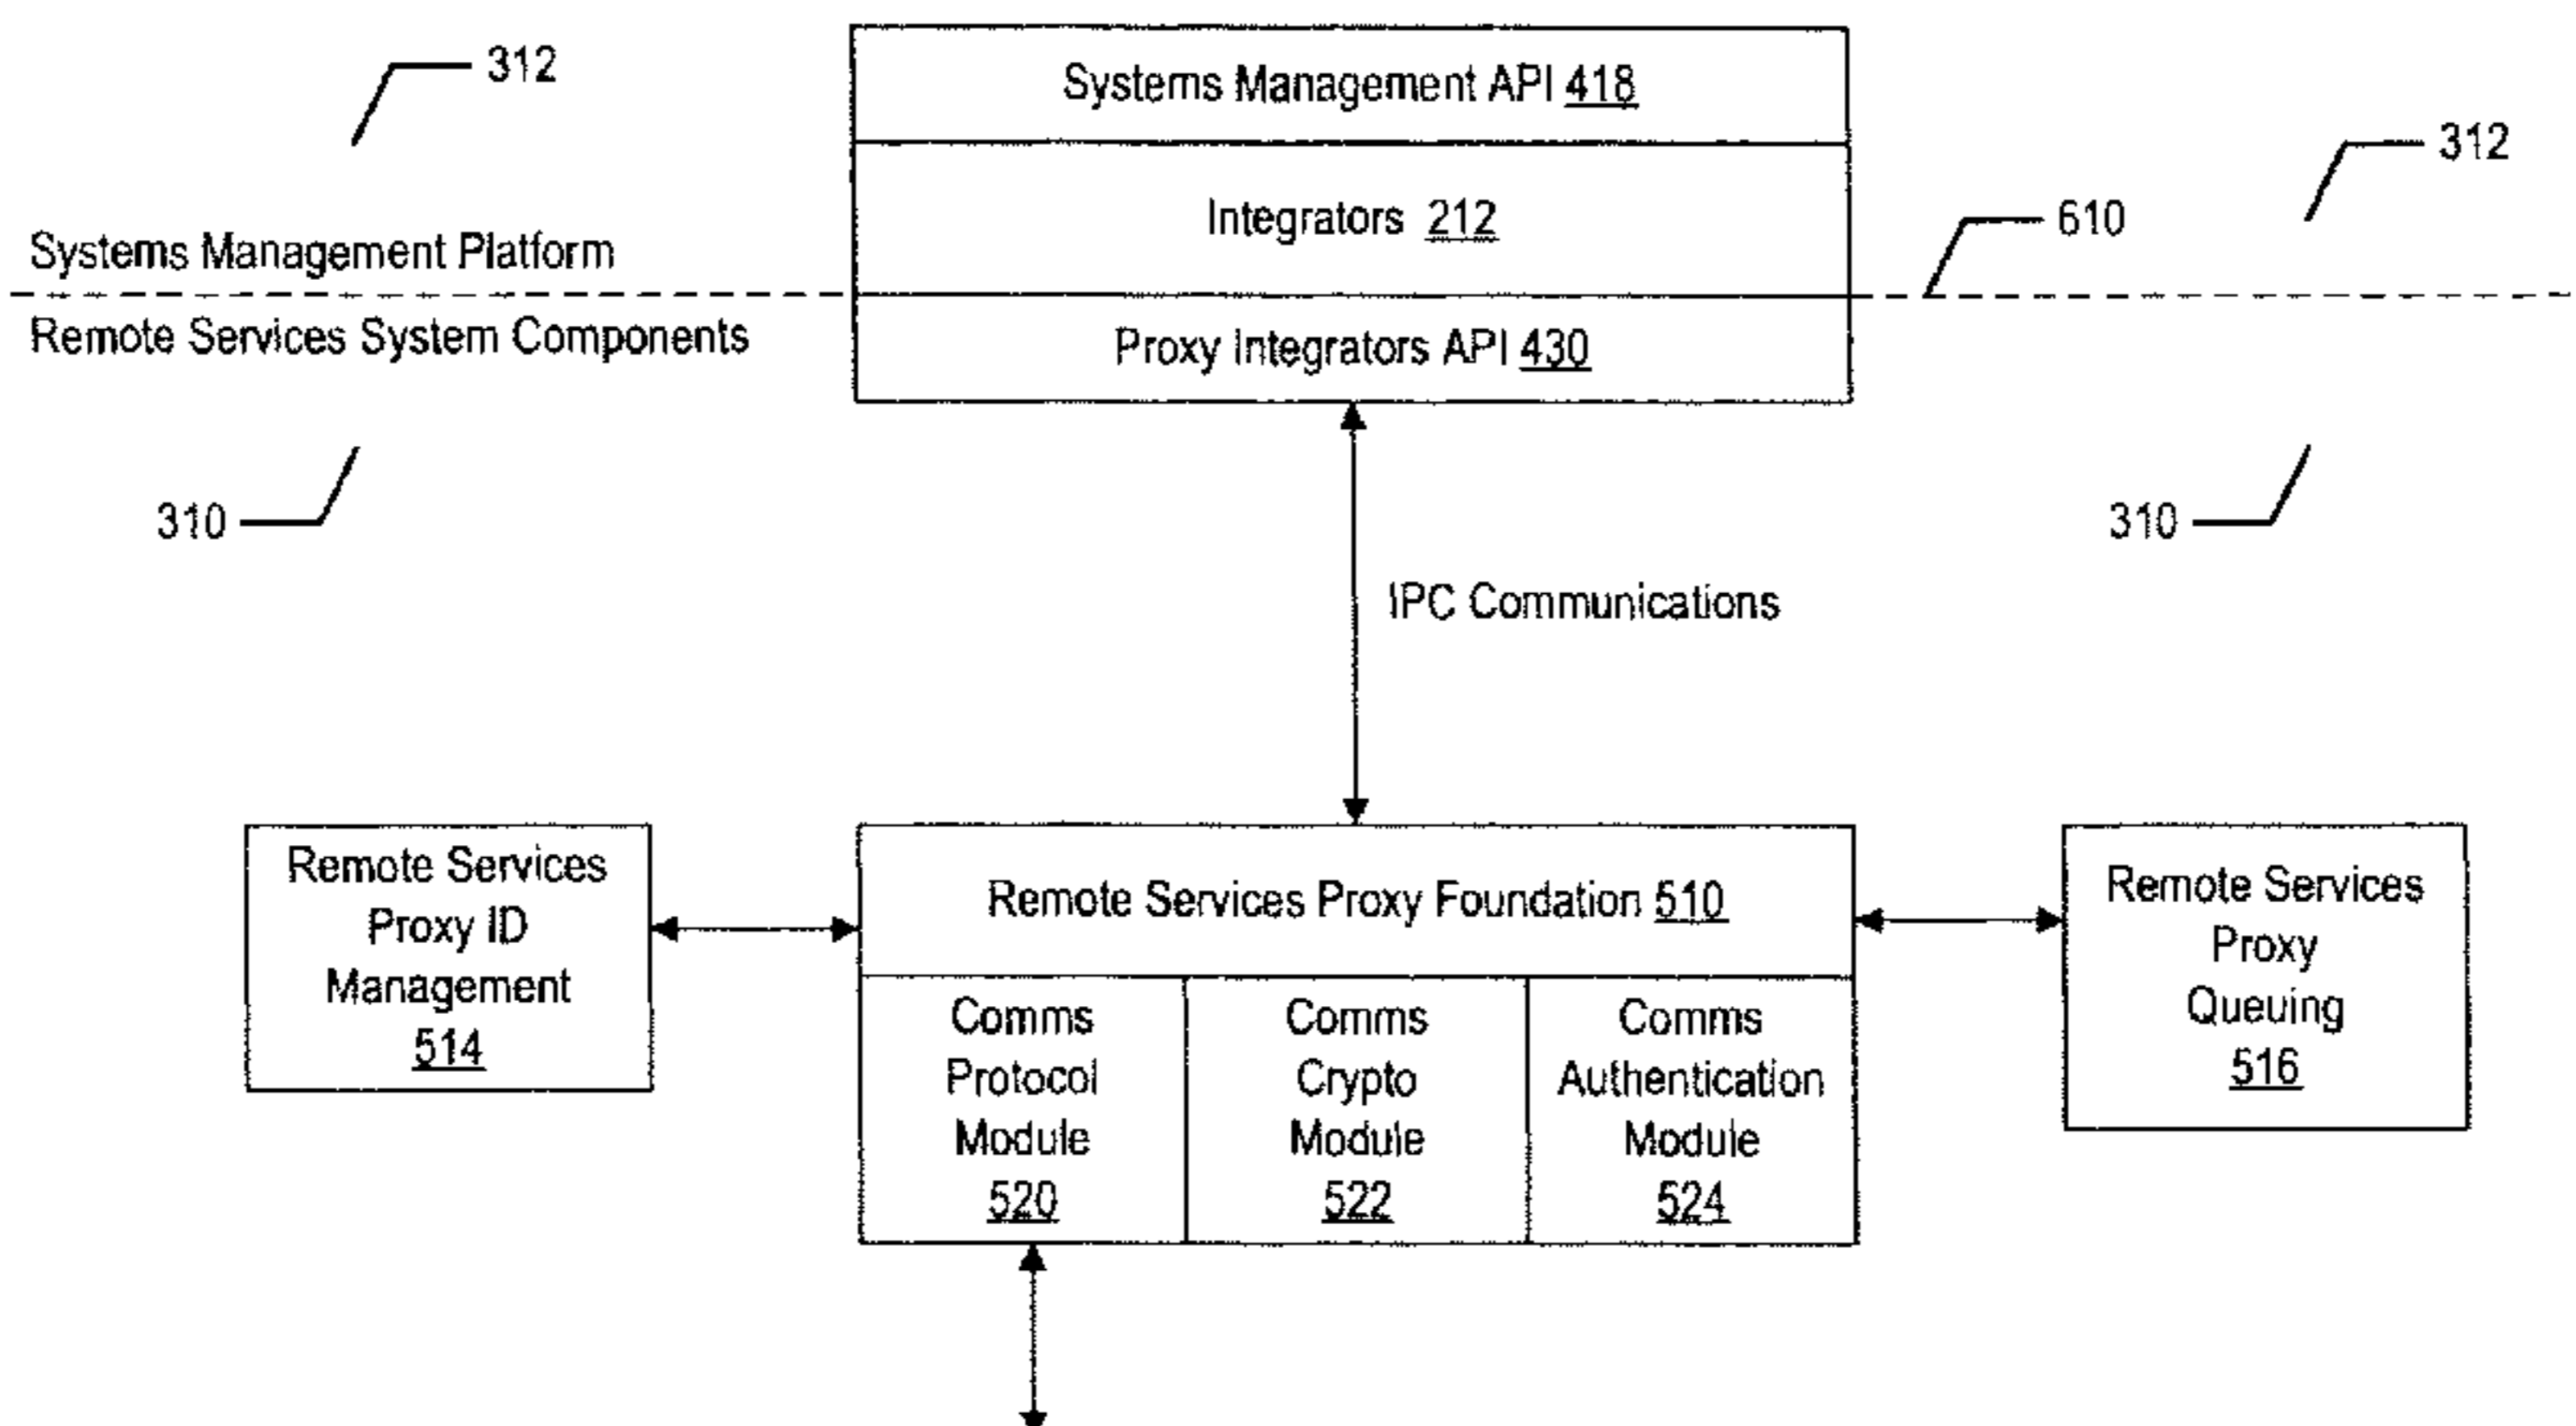 312
Systems Management API 418
312
Integrators 212
610
Systems Management Platform
Remote Services System Components
Proxy Integrators API 430
310
310
IPC Communications
Remote Services
Proxy ID
Management
514
Remote Services Proxy Foundation 510
Comms
Protocol
Module
520
Comms
Crypto
Module
522
Comms
Authentication
Module
524
Remote Services
Proxy
Queuing
516